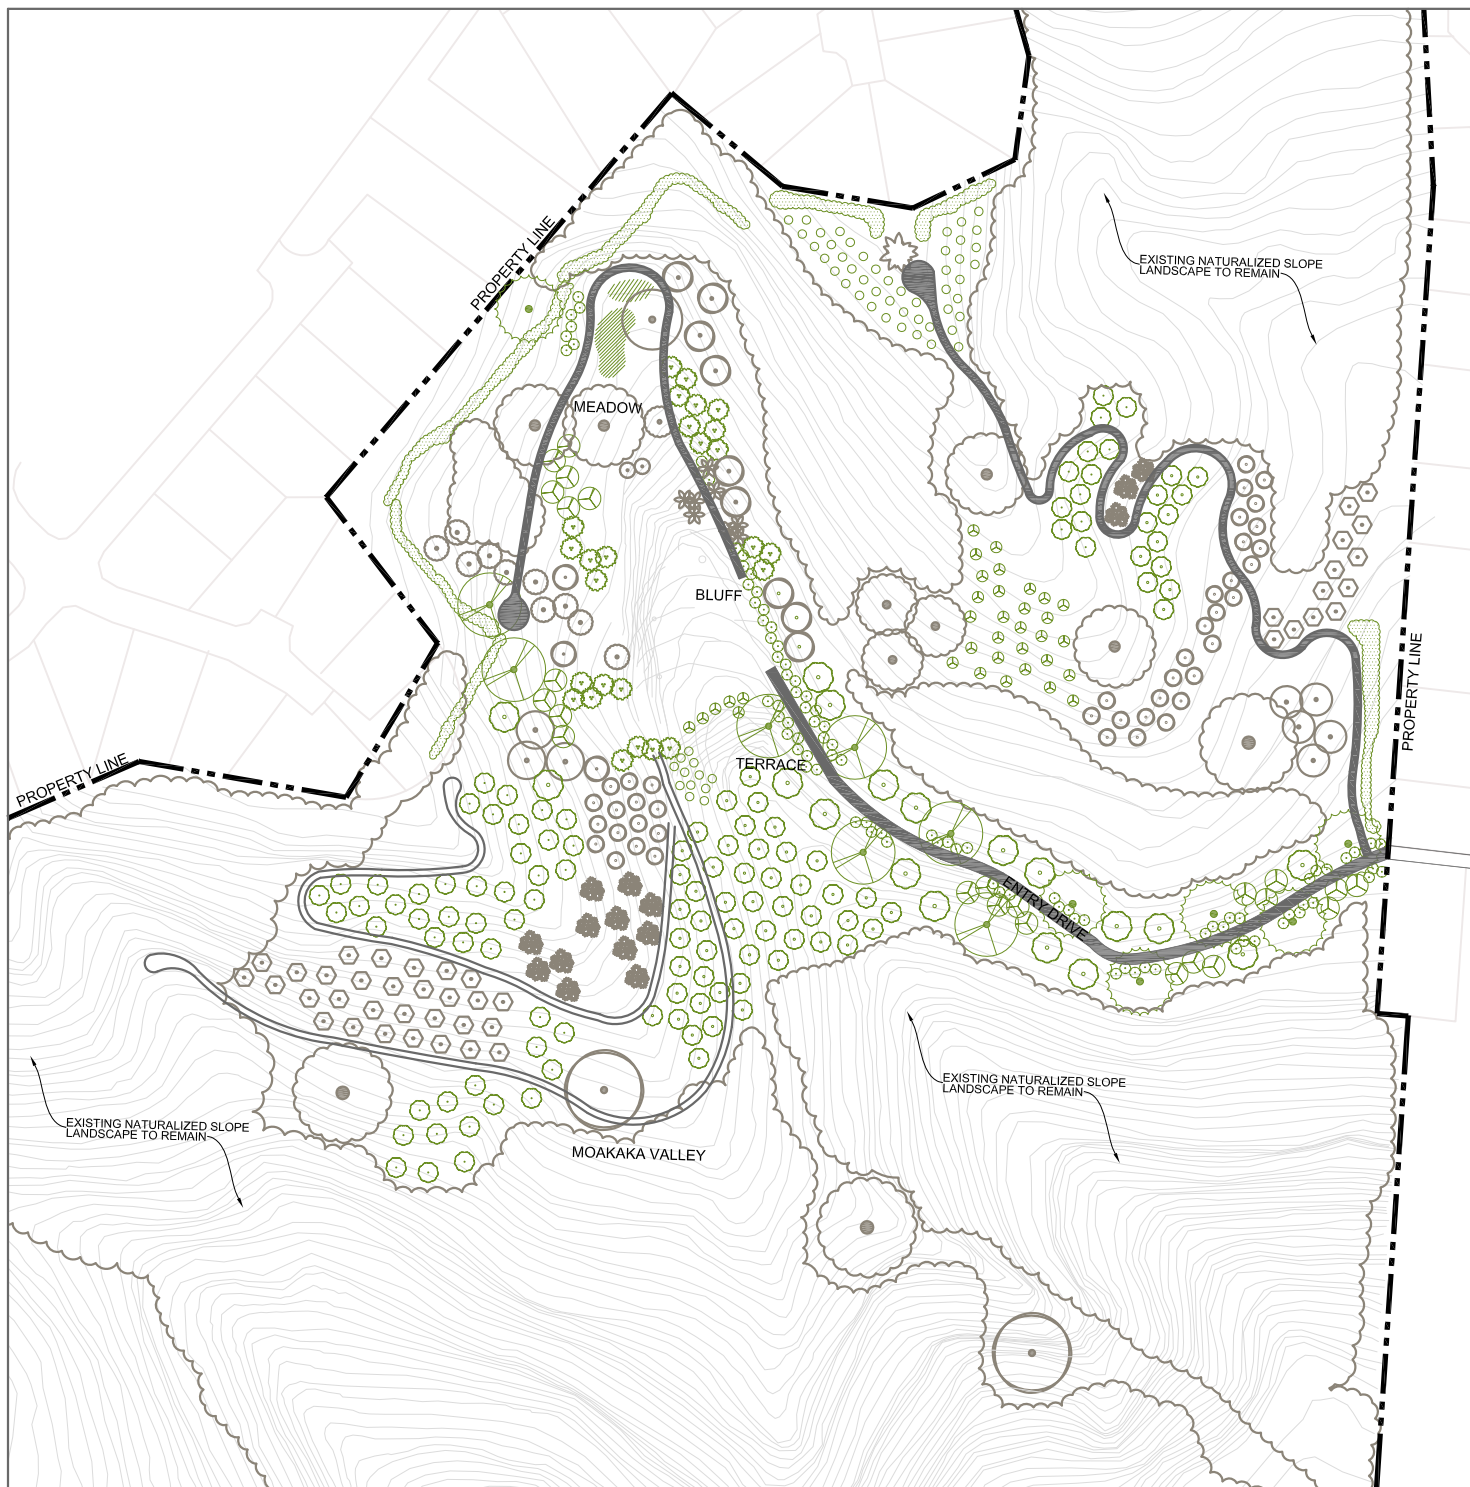 PROPERTY LINE
EXISTING NATURALIZED SLOPE
LANDSCAPE TO REMAIN
MEADOW
BLUFF
PROPERTY LINE
TERRACE
PROPERTY LINE
ENTRY DRIVE
EXISTING NATURALIZED SLOPE
LANDSCAPE TO REMAIN
EXISTING NATURALIZED SLOPE
LANDSCAPE TO REMAIN
MOAKAKA VALLEY